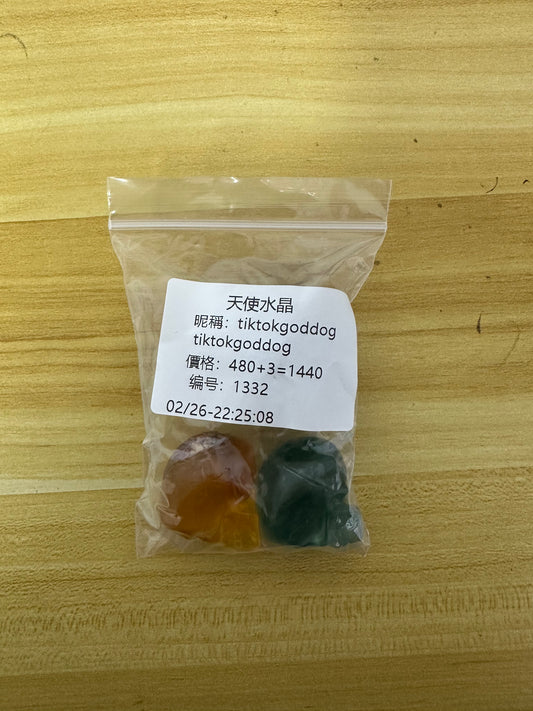 天使水晶
昵稱：tiktokgoddog
tiktokgoddog
價格：480+3=1440
编号：1332
02/26-22:25:08